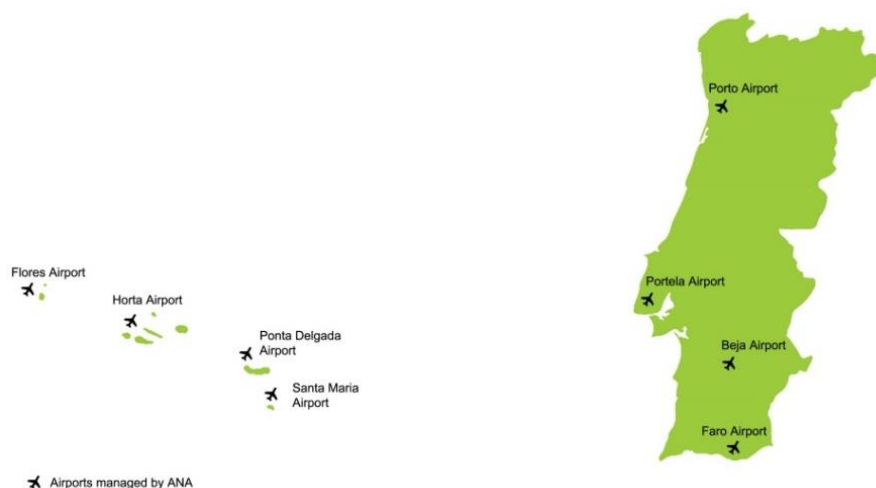 Porto Airport
Flores Airport
Horta Airport
Portela Airport
Ponta Delgada
Airport
Beja Airport
Santa Maria
Airport
Faro Airport
Airports managed by ANA